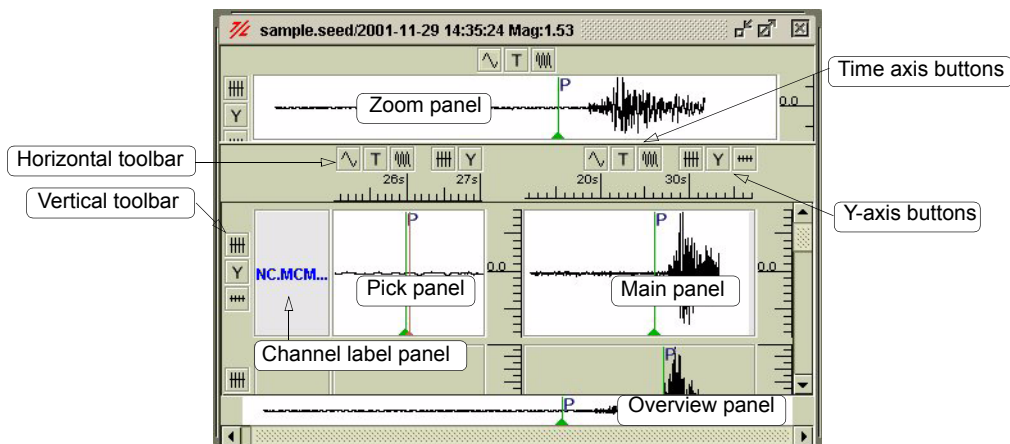 sample.seed/2001-11-29 14:35:24 Mag:1.53
T
Time axis buttons
P
Y
Zoom panel
0.0
Horizontal toolbar
T Y T Y
26s 27s 20s 30s
Vertical toolbar
Y-axis buttons
P P
Y
NC.MCM...
0.0 0.0
Pick panel
Main panel
Channel label panel
P
P
Overview panel